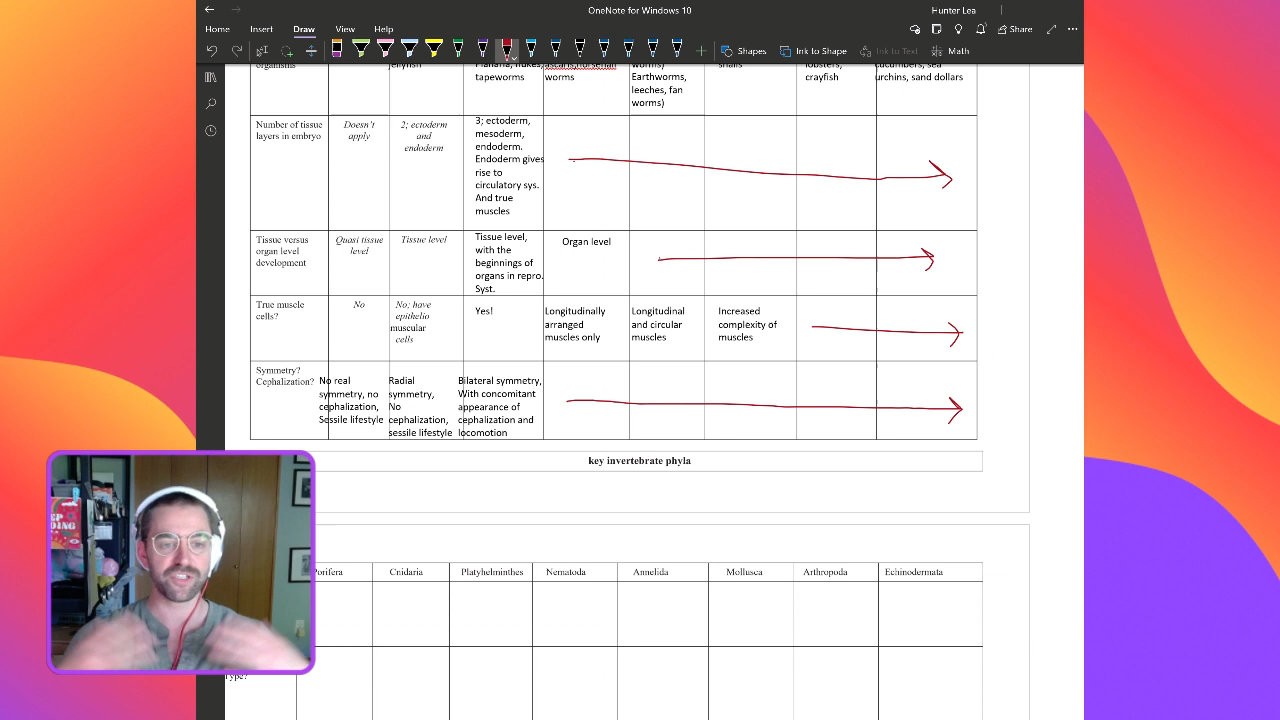 OneNote for Windows 10
Hunter Lea
Home Insert Draw View Help
Share
Shapes Ink to Shape Ink to Text Math
organisms
jellyfish
Planaria, flukes,
tapeworms
worms
worms)
Earthworms,
leeches, fan
worms)
snails
lobsters,
crayfish
cucumbers, sea
urchins, sand dollars
Number of tissue
layers in embryo
Doesn't
apply
2; ectoderm
and
endoderm
3; ectoderm,
mesoderm,
endoderm.
Endoderm gives
rise to
circulatory sys.
And true
muscles
Tissue versus
organ level
development
Quasi tissue
level
Tissue level
Tissue level,
with the
beginnings of
organs in repro.
Syst.
Organ level
True muscle
cells?
No
No; have
epithelio
muscular
cells
Yes!
Longitudinally
arranged
muscles only
Longitudinal
and circular
muscles
Increased
complexity of
muscles
Symmetry?
Cephalization?
No real
symmetry, no
cephalization,
Sessile lifestyle
Radial
symmetry,
No
cephalization,
sessile lifestyle
Bilateral symmetry,
With concomitant
appearance of
cephalization and
locomotion
key invertebrate phyla
Porifera Cnidaria Platyhelminthes Nematoda Annelida Mollusca Arthropoda Echinodermata
Type?